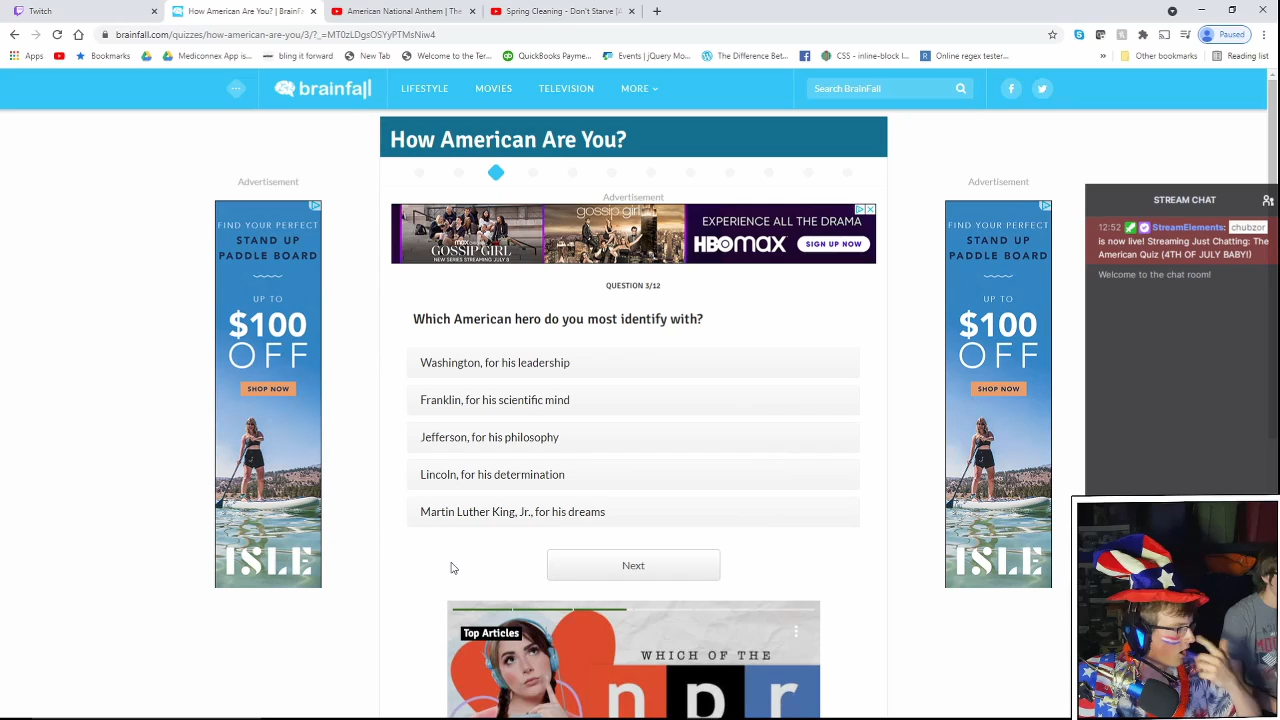 Twitch
How American Are You? | BrainF
American National Anthem | The
Spring Cleaning - Don't Starve [A
brainfall.com/quizzes/how-american-are-you/3/?_=MT0zLDgsOSYyPTMsNiw4
Paused
Apps
Bookmarks
Mediconnex App is...
bling it forward
New Tab
Welcome to the Ter...
QuickBooks Payme...
Events | jQuery Mo...
The Difference Bet...
CSS - inline-block l...
Online regex tester...
Other bookmarks
Reading list
brainfall
LIFESTYLE
MOVIES
TELEVISION
MORE
Search BrainFall
How American Are You?
Advertisement
Advertisement
Advertisement
max
GOSSIP GIRL
NEW SERIES STREAMING JULY 8
gossip girl
EXPERIENCE ALL THE DRAMA
HBOMAX
SIGN UP NOW
QUESTION 3/12
Which American hero do you most identify with?
Washington, for his leadership
Franklin, for his scientific mind
Jefferson, for his philosophy
Lincoln, for his determination
Martin Luther King, Jr., for his dreams
Next
Top Articles
WHICH OF THE
npr
FIND YOUR PERFECT
STAND UP
PADDLE BOARD
UP TO
$100
OFF
SHOP NOW
ISLE
FIND YOUR PERFECT
STAND UP
PADDLE BOARD
UP TO
$100
OFF
SHOP NOW
ISLE
STREAM CHAT
12:52 StreamElements: chubzor
is now live! Streaming Just Chatting: The
American Quiz (4TH OF JULY BABY!)
Welcome to the chat room!